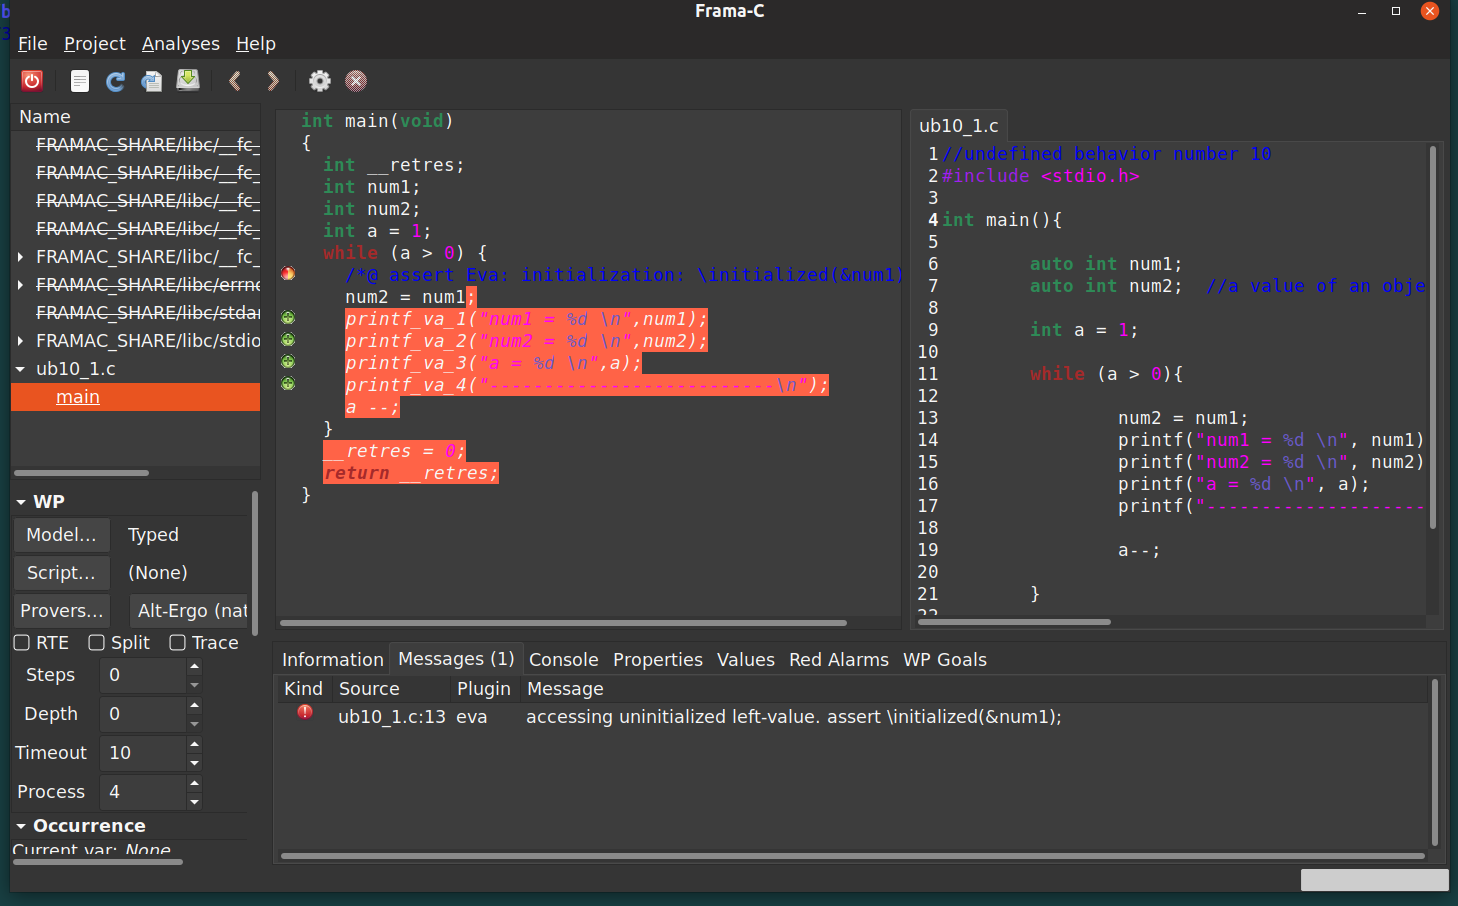 b
3
Frama-C
File Project Analyses Help
Name
FRAMAC_SHARE/libc/__fc_
FRAMAC_SHARE/libc/__fc_
FRAMAC_SHARE/libc/__fc_
FRAMAC_SHARE/libc/__fc_
FRAMAC_SHARE/libc/__fc_
FRAMAC_SHARE/libc/errno
FRAMAC_SHARE/libc/stdar
FRAMAC_SHARE/libc/stdio
ub10_1.c
main
WP
Model... Typed
Script... (None)
Provers... Alt-Ergo (nat
RTE Split Trace
Steps 0
Depth 0
Timeout 10
Process 4
Occurrence
Current var: None
int main(void)
{
int __retres;
int num1;
int num2;
int a = 1;
while (a > 0) {
/*@ assert Eva: initialization: \initialized(&num1)
num2 = num1;
printf_va_1("num1 = %d \n",num1);
printf_va_2("num2 = %d \n",num2);
printf_va_3("a = %d \n",a);
printf_va_4("--------------------------\n");
a --;
}
__retres = 0;
return __retres;
}
ub10_1.c
1 //undefined behavior number 10
2 #include <stdio.h>
3
4 int main(){
5
6 auto int num1;
7 auto int num2; //a value of an obje
8
9 int a = 1;
10
11 while (a > 0){
12
13 num2 = num1;
14 printf("num1 = %d \n", num1)
15 printf("num2 = %d \n", num2)
16 printf("a = %d \n", a);
17 printf("--------------------
18
19 a--;
20
21 }
22
Information Messages (1) Console Properties Values Red Alarms WP Goals
Kind Source Plugin Message
ub10_1.c:13 eva accessing uninitialized left-value. assert \initialized(&num1);